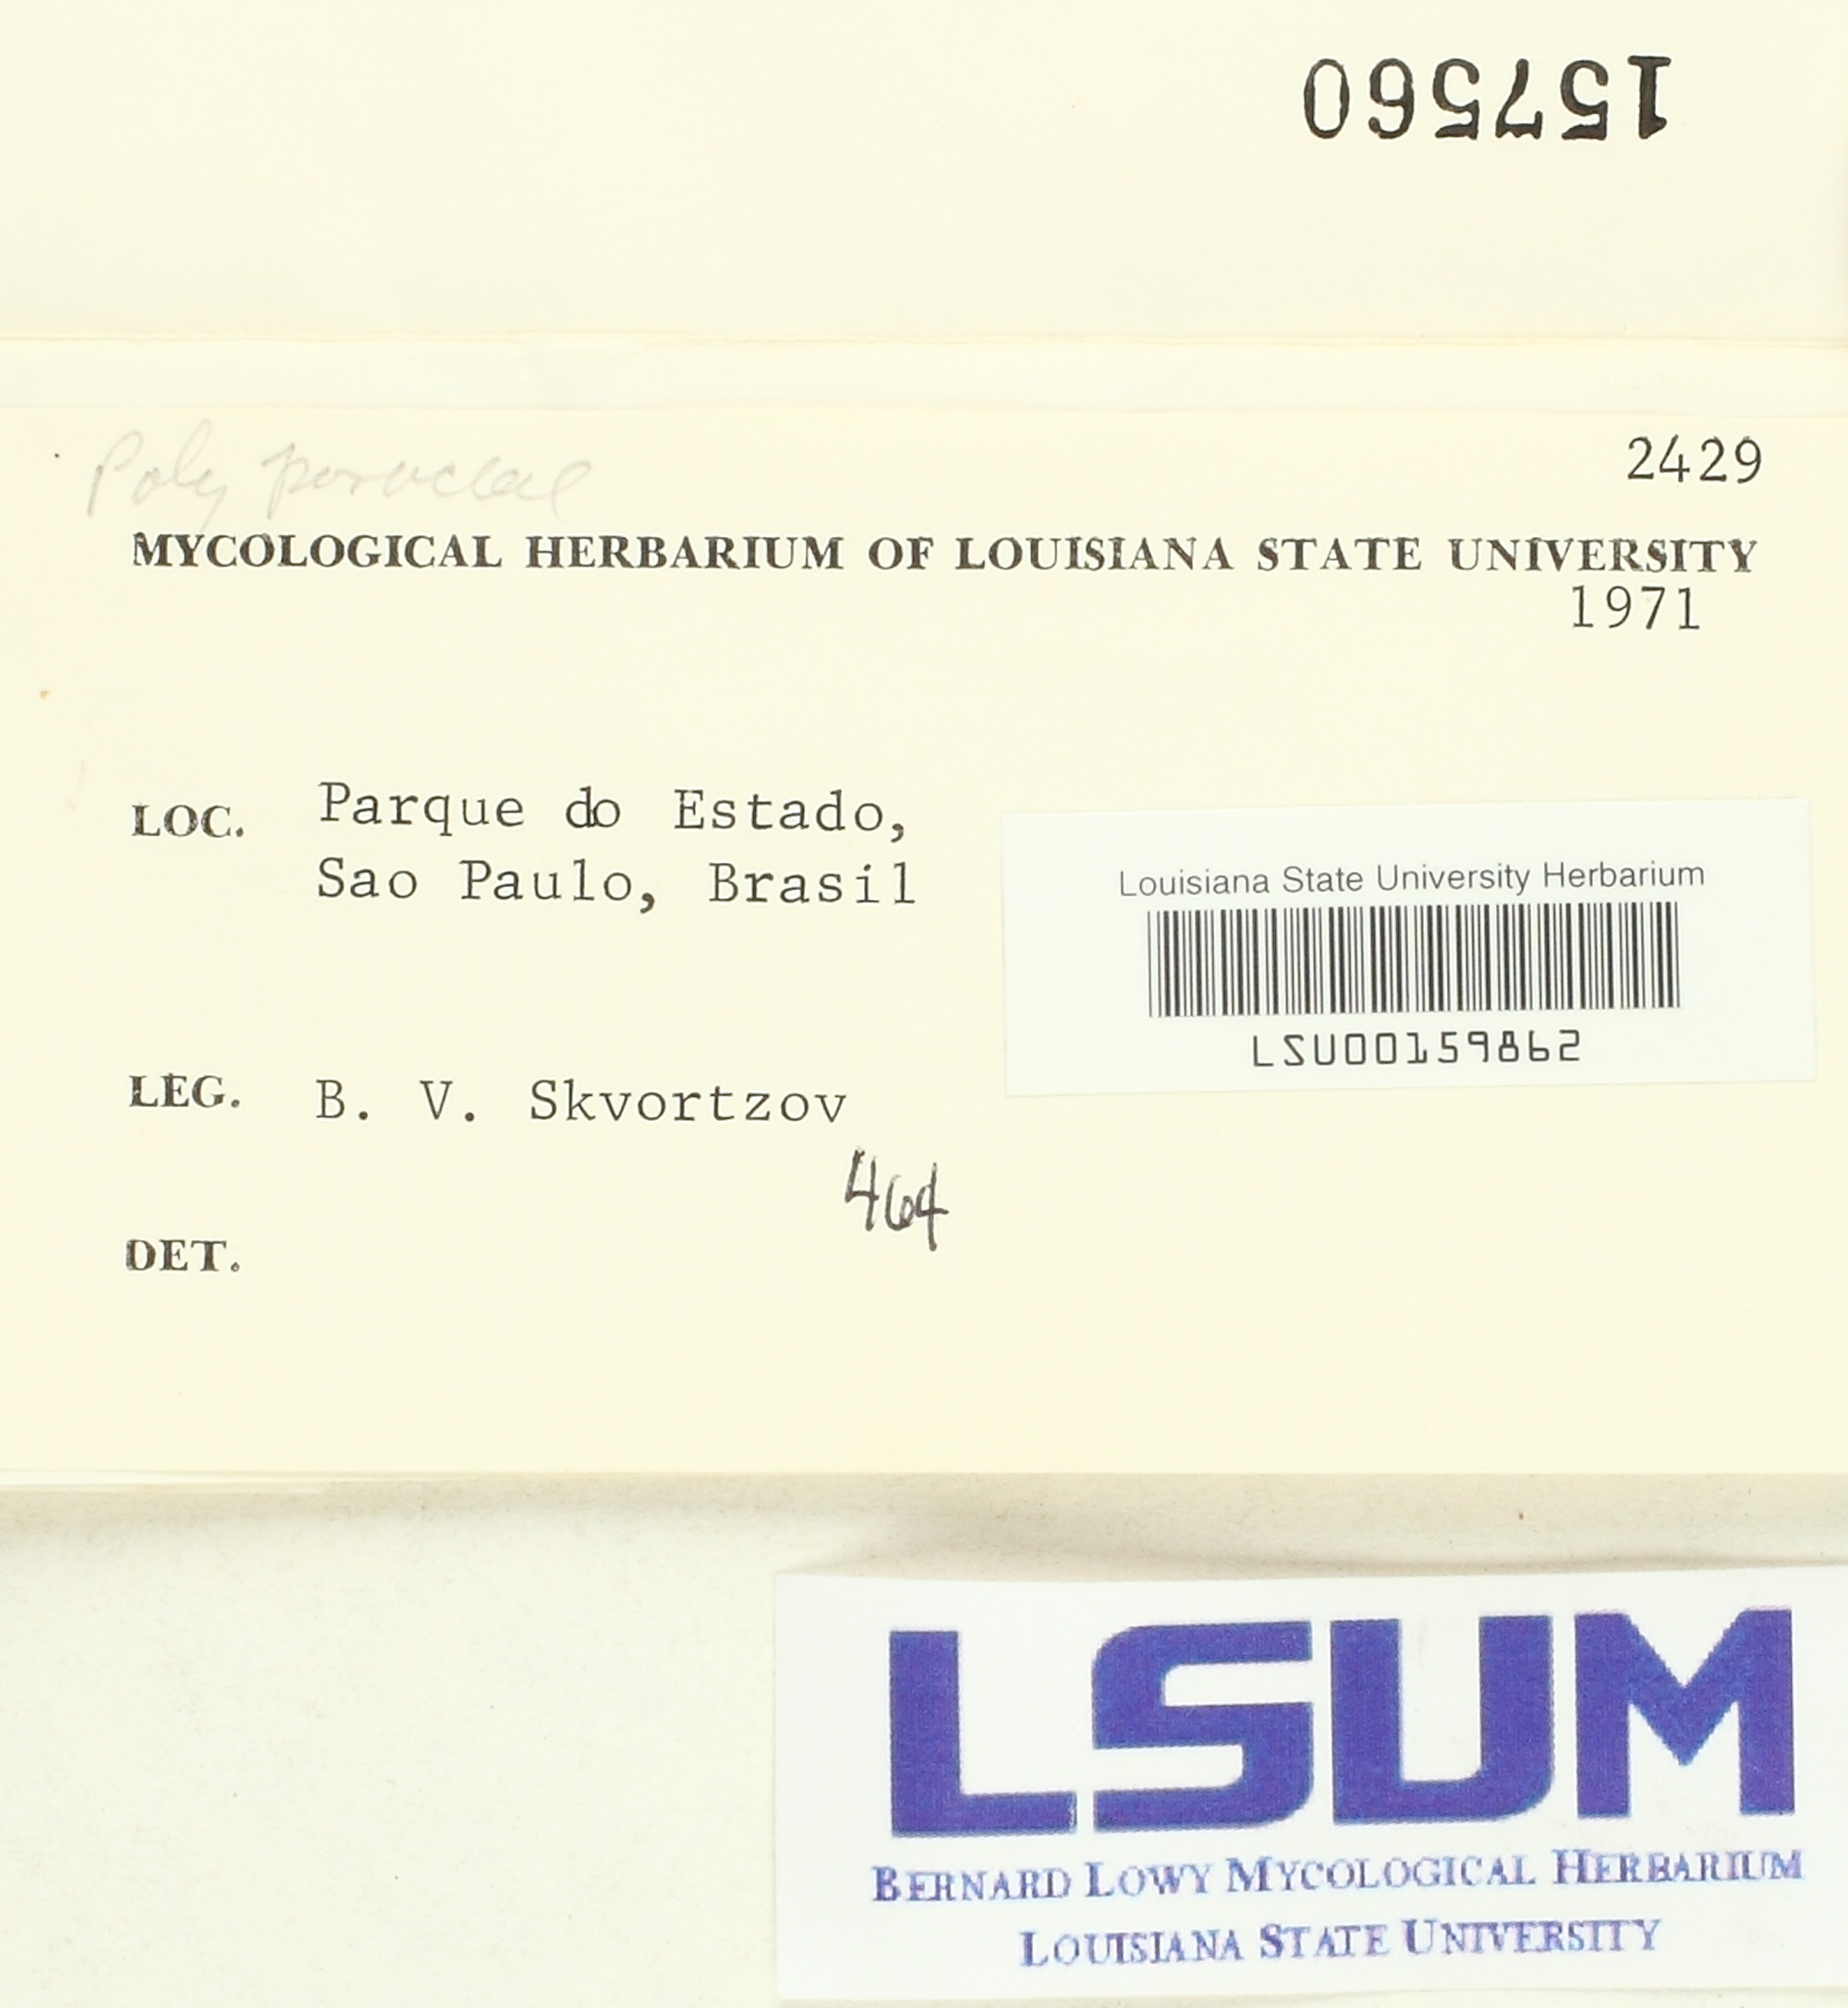 157560
Polyporaceae
2429
MYCOLOGICAL HERBARIUM OF LOUISIANA STATE UNIVERSITY
1971
LOC. Parque do Estado,
Sao Paulo, Brasil
Louisiana State University Herbarium
LSU00159862
LEG. B. V. Skvortzov
464
DET.
LSUM
BERNARD LOWY MYCOLOGICAL HERBARIUM
LOUISIANA STATE UNIVERSITY